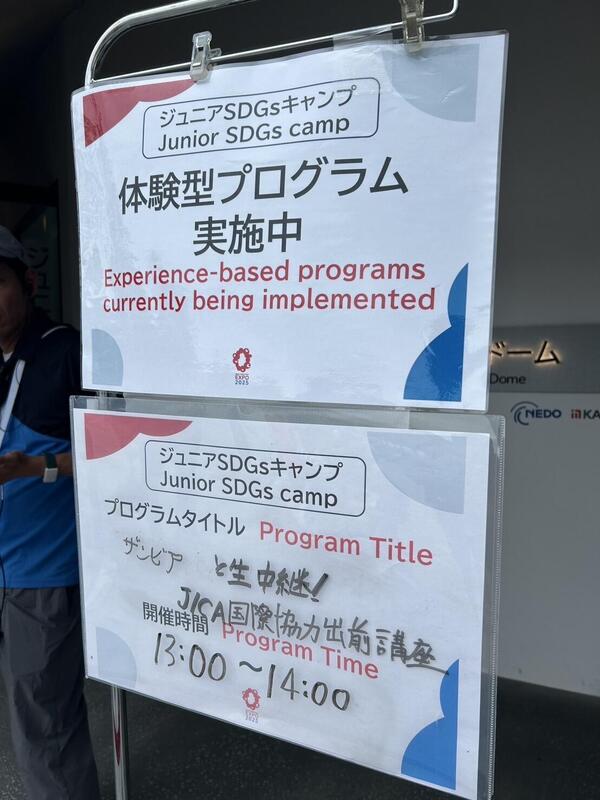 ジュニアSDGsキャンプ
Junior SDGs camp
体験型プログラム
実施中
Experience-based programs
currently being implemented
EXPO
2025
ドーム
Dome
NEDO
KA
ジュニアSDGsキャンプ
Junior SDGs camp
プログラムタイトル Program Title
ザンビア と生中継!
JICA国際協力出前講座
開催時間 Program Time
13:00〜14:00
EXPO
2025